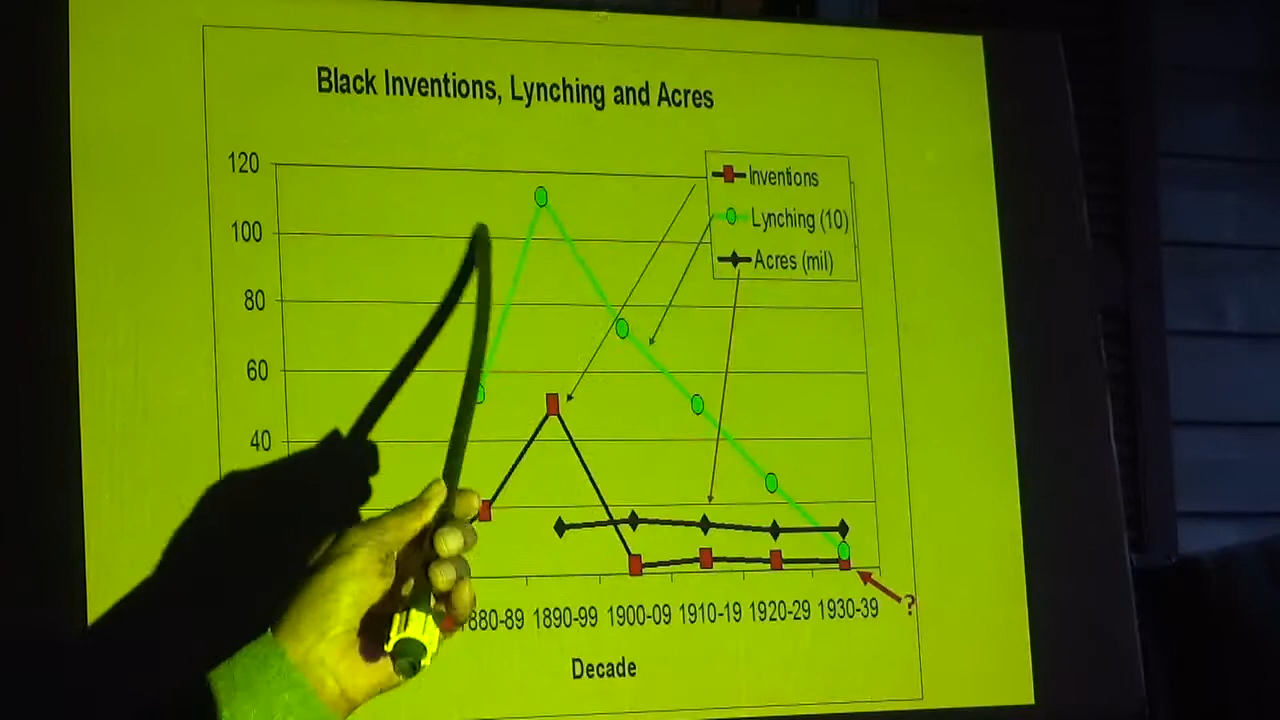 Black Inventions, Lynching and Acres
120
100
80
60
40
Inventions
Lynching (10)
Acres (mil)
880-89 1890-99 1900-09 1910-19 1920-29 1930-39
?
Decade